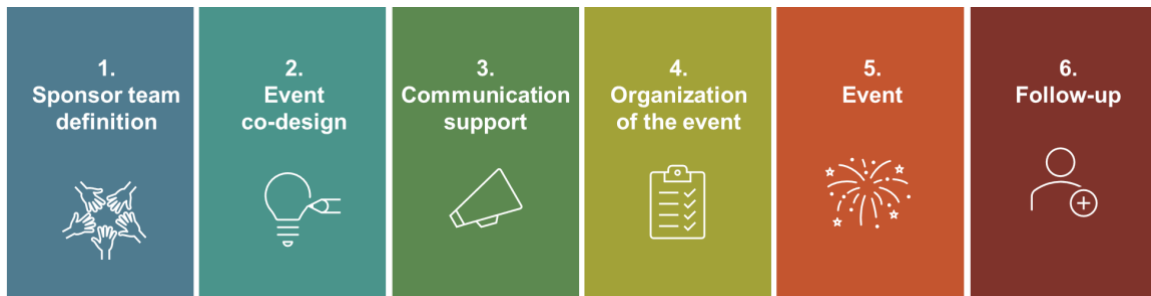 1.
Sponsor team
definition
2.
Event
co-design
3.
Communication
support
4.
Organization
of the event
5.
Event
6.
Follow-up